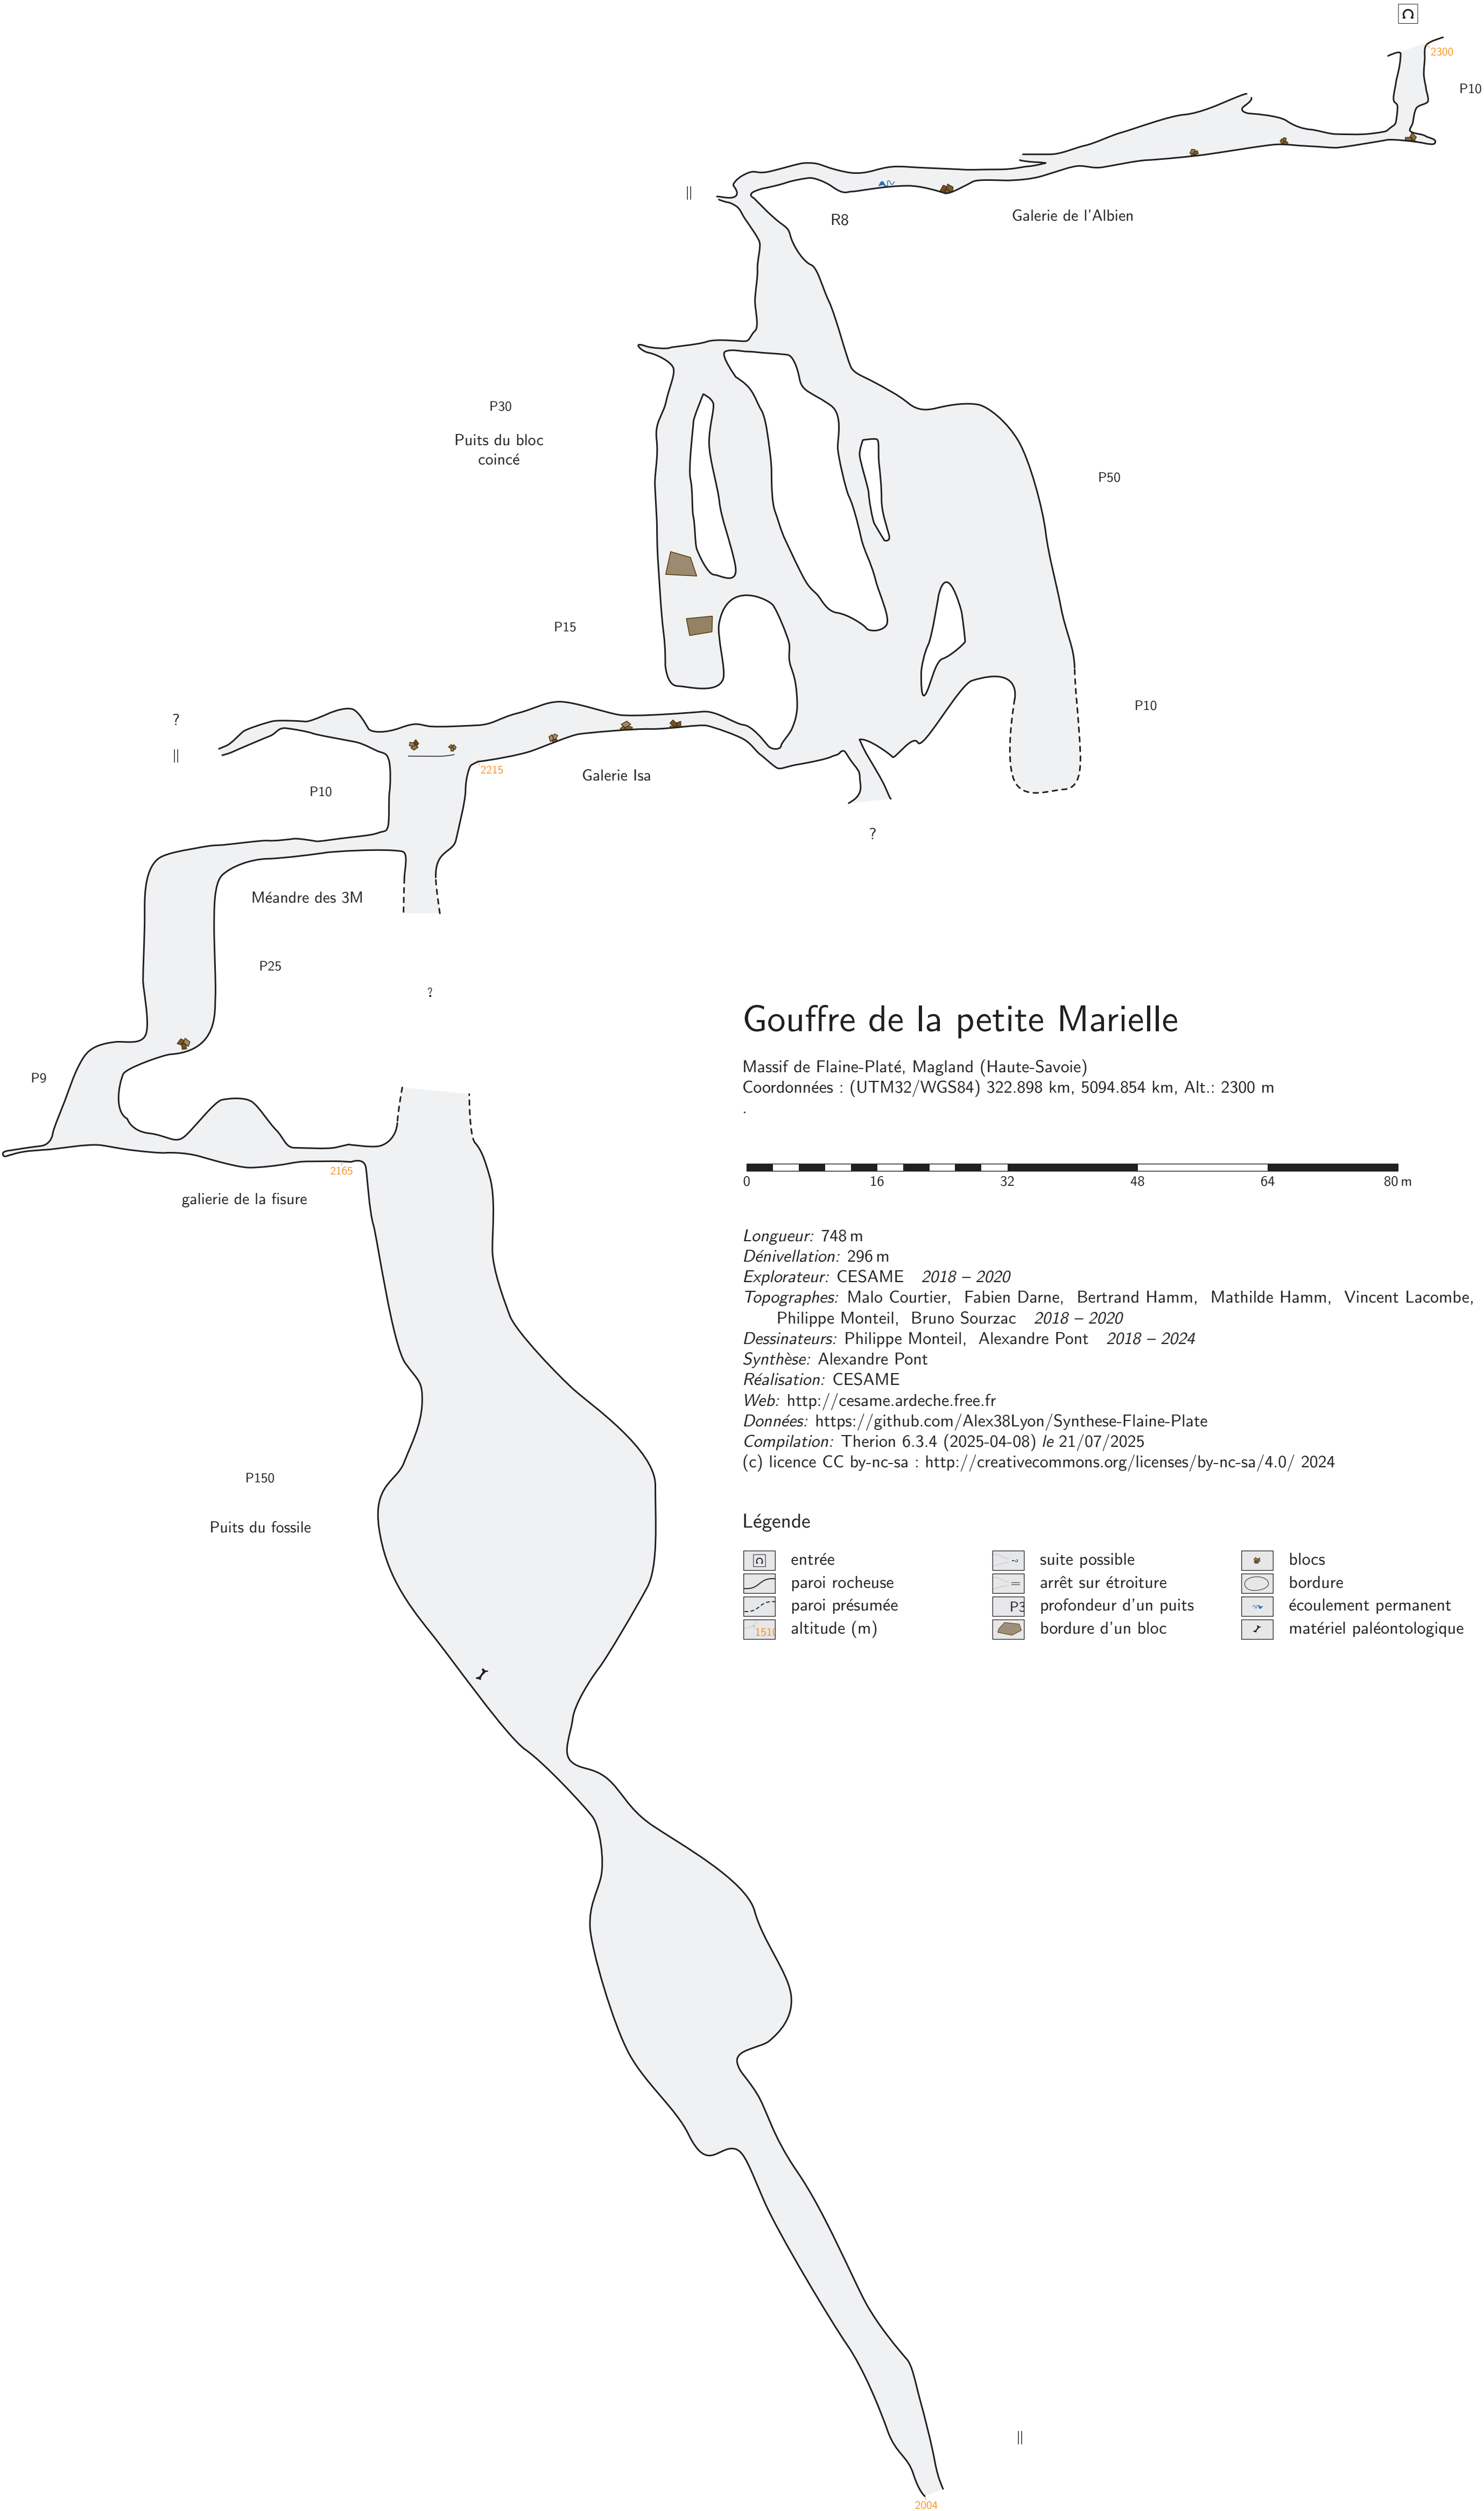 2300
P10
||
R8
Galerie de l'Albien
P30
Puits du bloc
coincé
P50
P15
?
P10
||
2215
Galerie Isa
P10
?
Méandre des 3M
P25
?
Gouffre de la petite Marielle
Massif de Flaine-Platé, Magland (Haute-Savoie)
Coordonnées : (UTM32/WGS84) 322.898 km, 5094.854 km, Alt.: 2300 m
.
P9
2165
0 16 32 48 64 80 m
galierie de la fisure
Longueur: 748 m
Dénivellation: 296 m
Explorateur: CESAME 2018 – 2020
Topographes: Malo Courtier, Fabien Darne, Bertrand Hamm, Mathilde Hamm, Vincent Lacombe,
Philippe Monteil, Bruno Sourzac 2018 – 2020
Dessinateurs: Philippe Monteil, Alexandre Pont 2018 – 2024
Synthèse: Alexandre Pont
Réalisation: CESAME
Web: http://cesame.ardeche.free.fr
Données: https://github.com/Alex38Lyon/Synthese-Flaine-Plate
Compilation: Therion 6.3.4 (2025-04-08) le 21/07/2025
(c) licence CC by-nc-sa : http://creativecommons.org/licenses/by-nc-sa/4.0/ 2024
P150
Puits du fossile
Légende
entrée
paroi rocheuse
paroi présumée
1510 altitude (m)
? suite possible
|| arrêt sur étroiture
P3 profondeur d'un puits
bordure d'un bloc
blocs
bordure
écoulement permanent
matériel paléontologique
||
2004